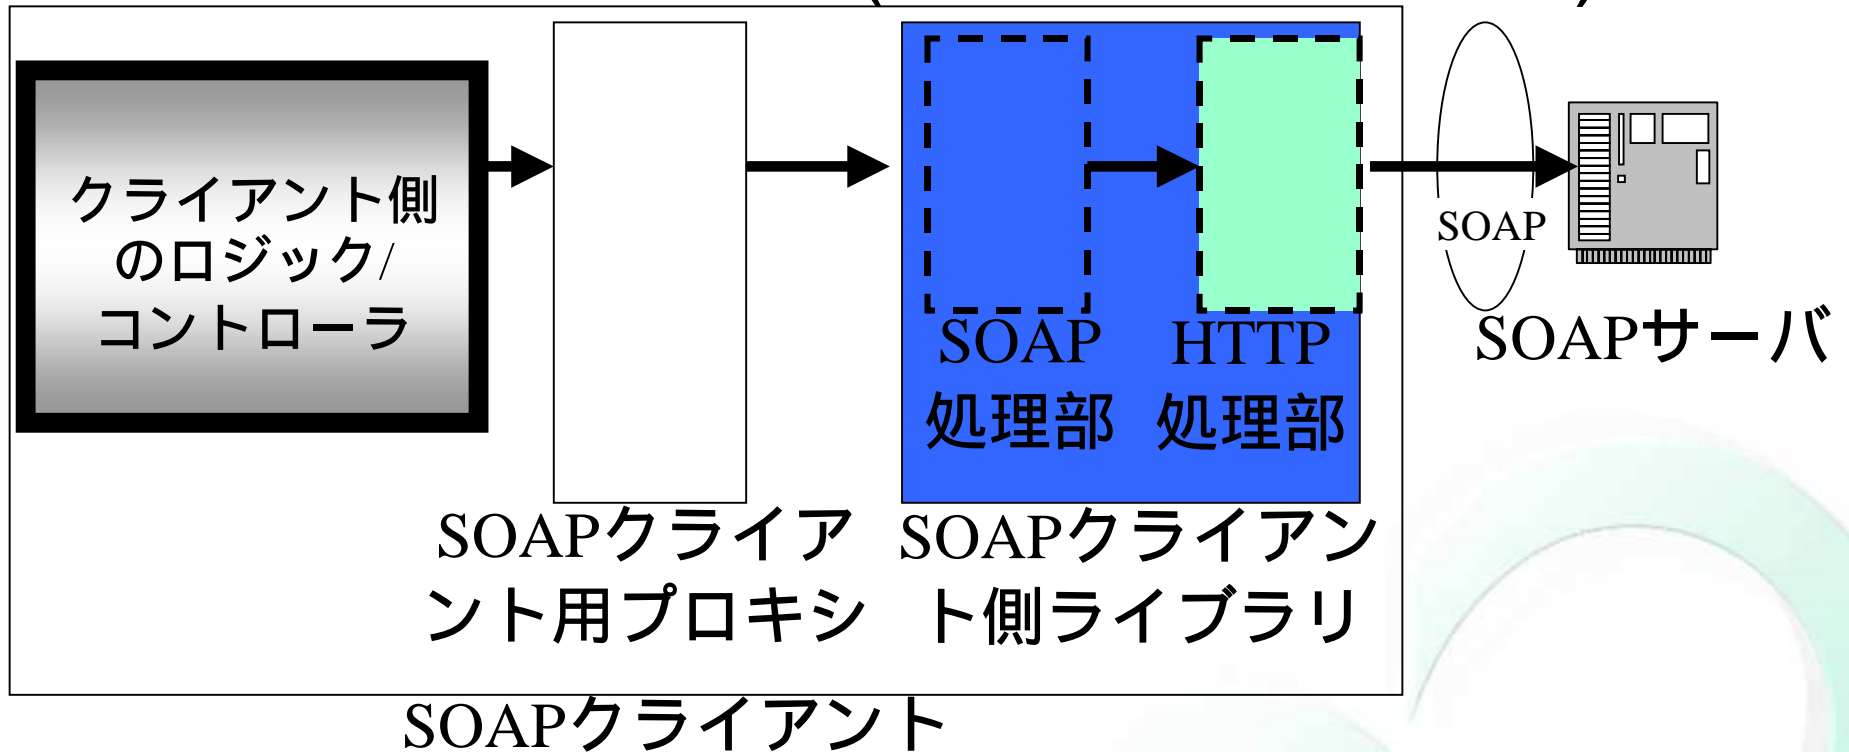 クライアント側
のロジック/
コントローラ
SOAP
処理部
HTTP
処理部
SOAP
SOAPサーバ
SOAPクライア
ント用プロキシ
SOAPクライアン
ト側ライブラリ
SOAPクライアント